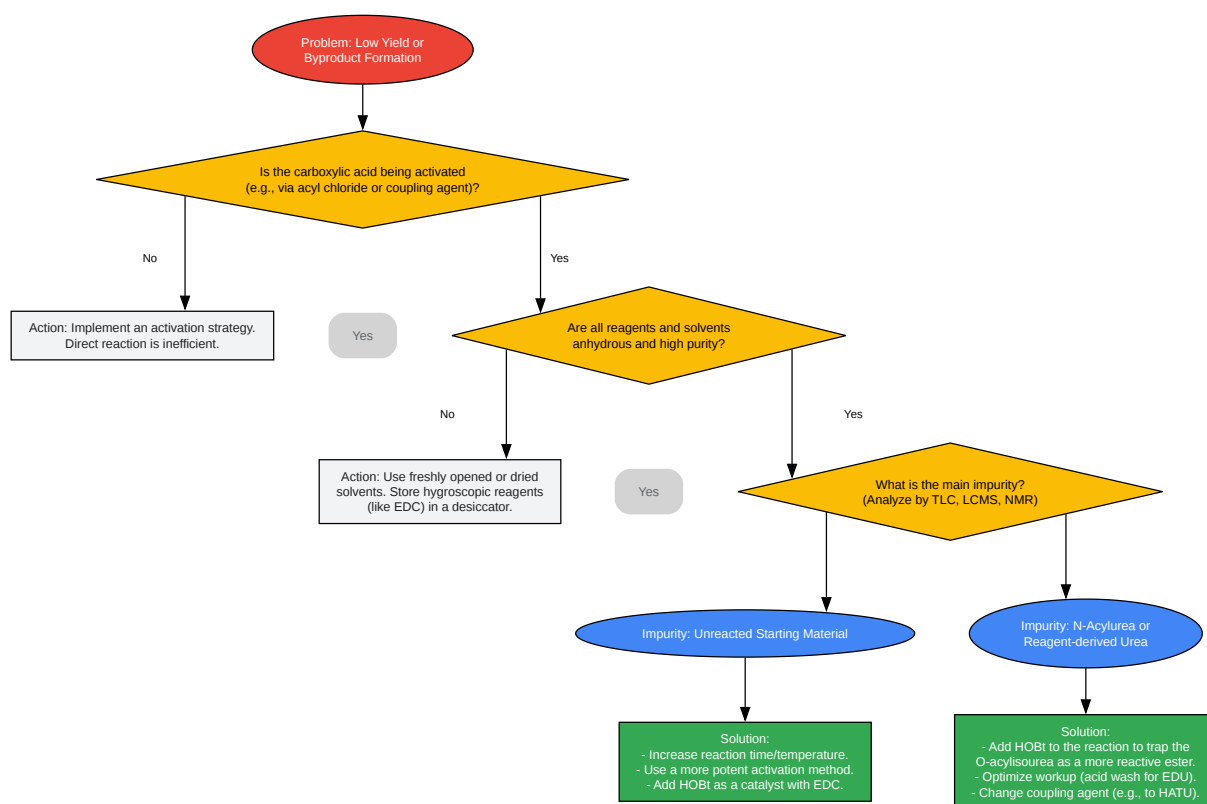 Problem: Low Yield or
Byproduct Formation
Is the carboxylic acid being activated
(e.g., via acyl chloride or coupling agent)?
No
Yes
Action: Implement an activation strategy.
Direct reaction is inefficient.
Yes
Are all reagents and solvents
anhydrous and high purity?
No
Yes
Action: Use freshly opened or dried
solvents. Store hygroscopic reagents
(like EDC) in a desiccator.
Yes
What is the main impurity?
(Analyze by TLC, LCMS, NMR)
Impurity: Unreacted Starting Material
Impurity: N-Acylurea or
Reagent-derived Urea
Solution:
- Increase reaction time/temperature.
- Use a more potent activation method.
- Add HOBt as a catalyst with EDC.
Solution:
- Add HOBt to the reaction to trap the
O-acylisourea as a more reactive ester.
- Optimize workup (acid wash for EDU).
- Change coupling agent (e.g., to HATU).